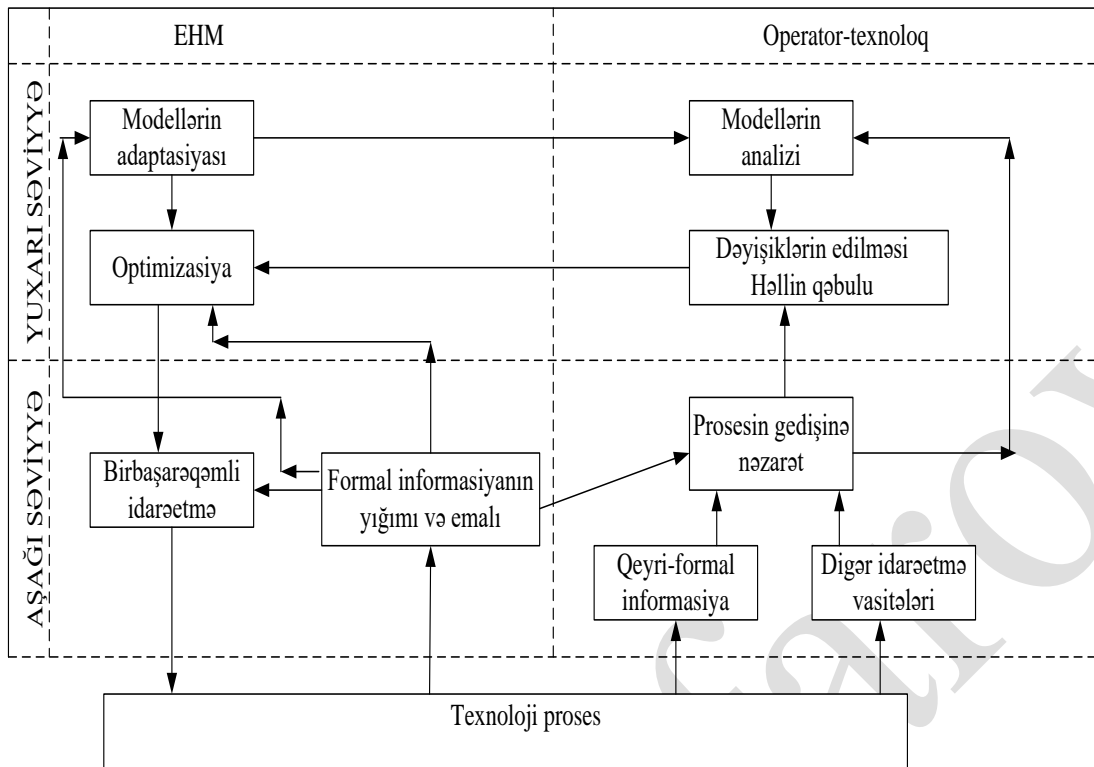 EHM
Operator-texnoloq
YUXARI SƏVİYYƏ
Modellərin
adaptasiyası
Modellərin
analizi
Optimizasiya
Dəyişiklərin edilməsi
Həllin qəbulu
AŞAĞI SƏVİYYƏ
Birbaşarəqəmli
idarəetmə
Formal informasiyanın
yığımı və emalı
Prosesin gedişinə
nəzarət
Qeyri-formal
informasiya
Digər idarəetmə
vasitələri
Texnoloji proses